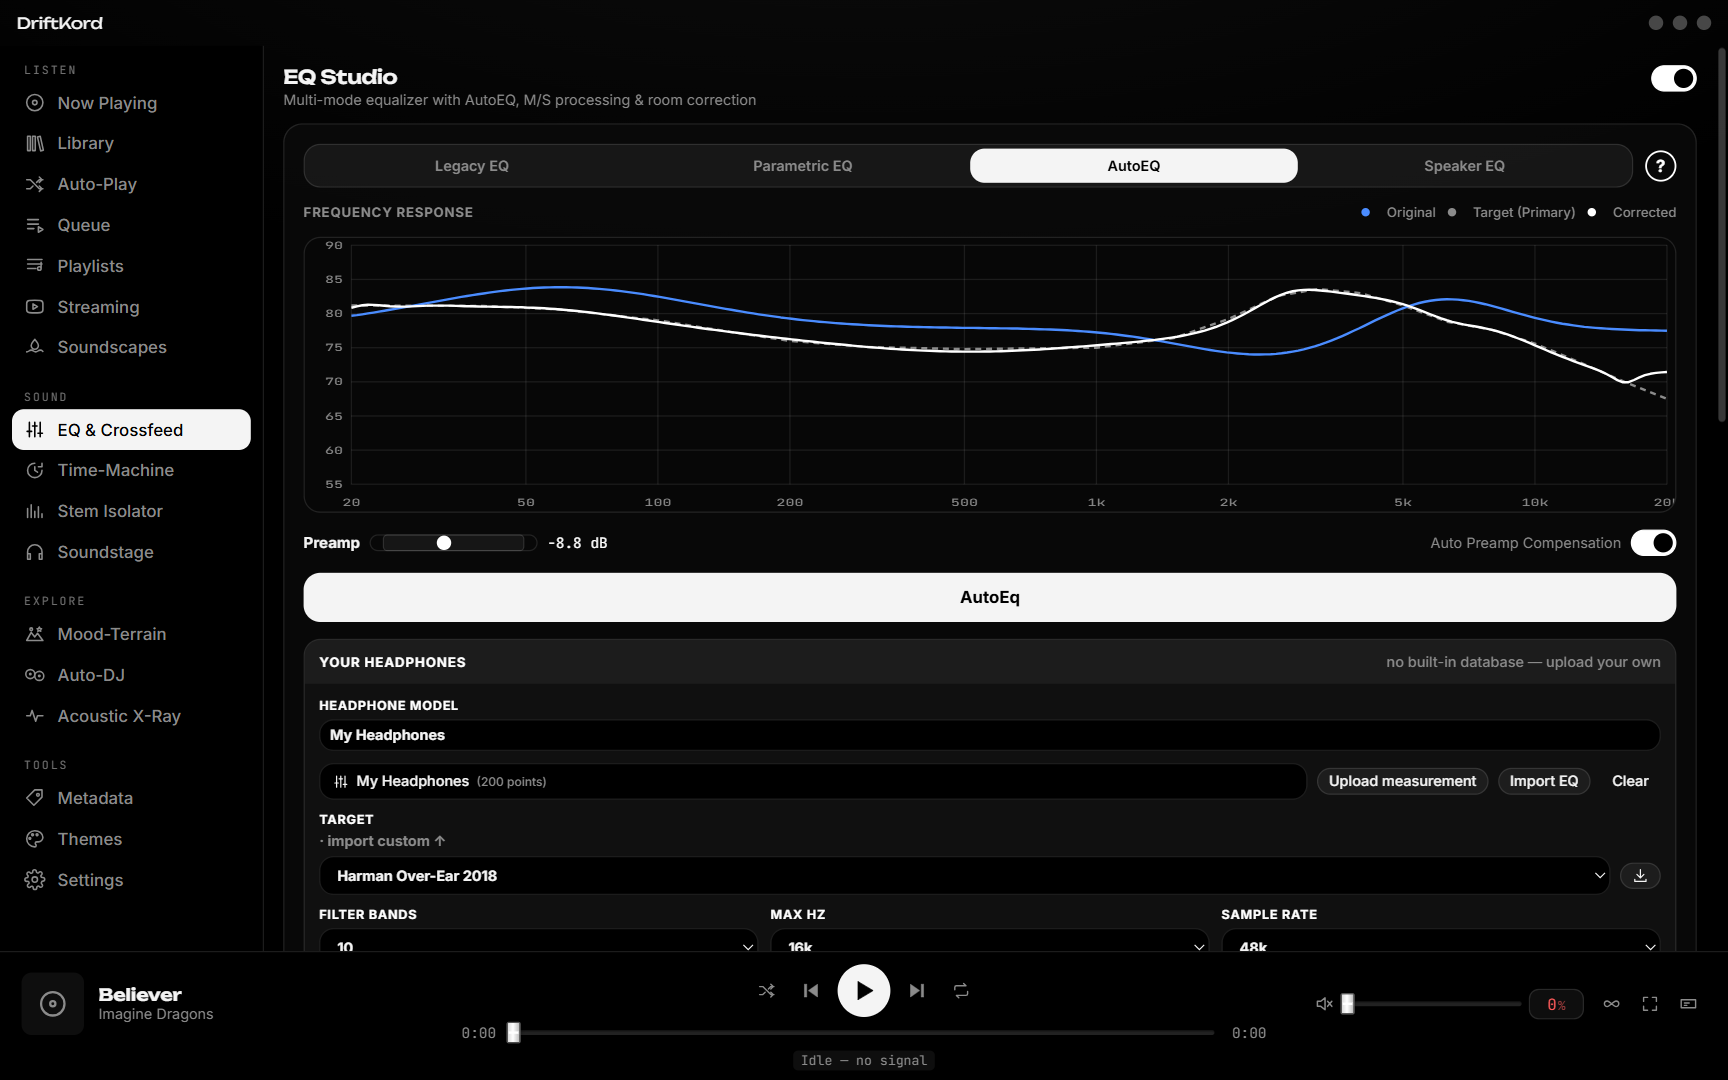 DriftKord
LISTEN
Now Playing
Library
Auto-Play
Queue
Playlists
Streaming
Soundscapes
SOUND
EQ & Crossfeed
Time-Machine
Stem Isolator
Soundstage
EXPLORE
Mood-Terrain
Auto-DJ
Acoustic X-Ray
TOOLS
Metadata
Themes
Settings
EQ Studio
Multi-mode equalizer with AutoEQ, M/S processing & room correction
Legacy EQ Parametric EQ AutoEQ Speaker EQ ?
FREQUENCY RESPONSE Original Target (Primary) Corrected
90
85
80
75
70
65
60
55
20 50 100 200 500 1k 2k 5k 10k 20k
Preamp -8.8 dB Auto Preamp Compensation
AutoEq
YOUR HEADPHONES no built-in database — upload your own
HEADPHONE MODEL
My Headphones
My Headphones (200 points) Upload measurement Import EQ Clear
TARGET
· import custom ↑
Harman Over-Ear 2018
FILTER BANDS MAX HZ SAMPLE RATE
10 16k 48k
Believer
Imagine Dragons
0:00 0:00
Idle — no signal
0%